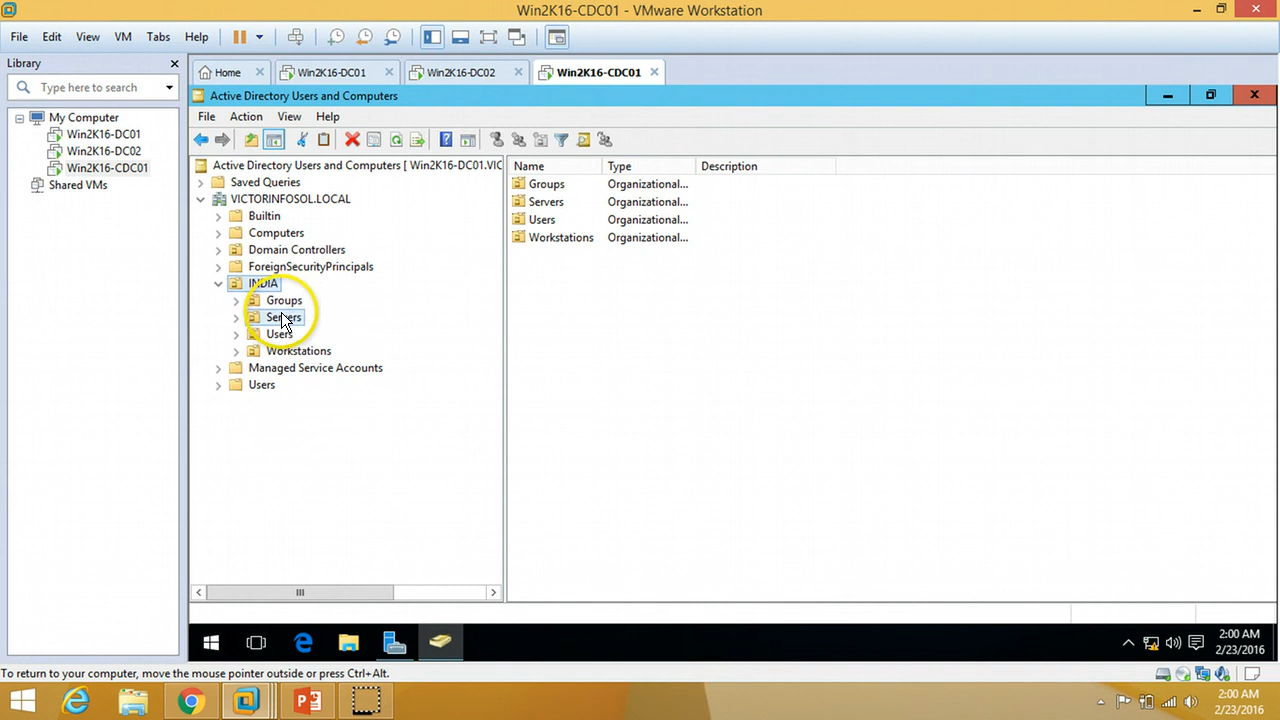 Win2K16-CDC01 - VMware Workstation
File Edit View VM Tabs Help
Library
Type here to search
My Computer
Win2K16-DC01
Win2K16-DC02
Win2K16-CDC01
Shared VMs
Home Win2K16-DC01 Win2K16-DC02 Win2K16-CDC01
Active Directory Users and Computers
File Action View Help
Active Directory Users and Computers [ Win2K16-DC01.VIC
Saved Queries
VICTORINFOSOL.LOCAL
Builtin
Computers
Domain Controllers
ForeignSecurityPrincipals
INDIA
Groups
Servers
Users
Workstations
Managed Service Accounts
Users
Name Type Description
Groups Organizational...
Servers Organizational...
Users Organizational...
Workstations Organizational...
2:00 AM
2/23/2016
To return to your computer, move the mouse pointer outside or press Ctrl+Alt.
2:00 AM
2/23/2016